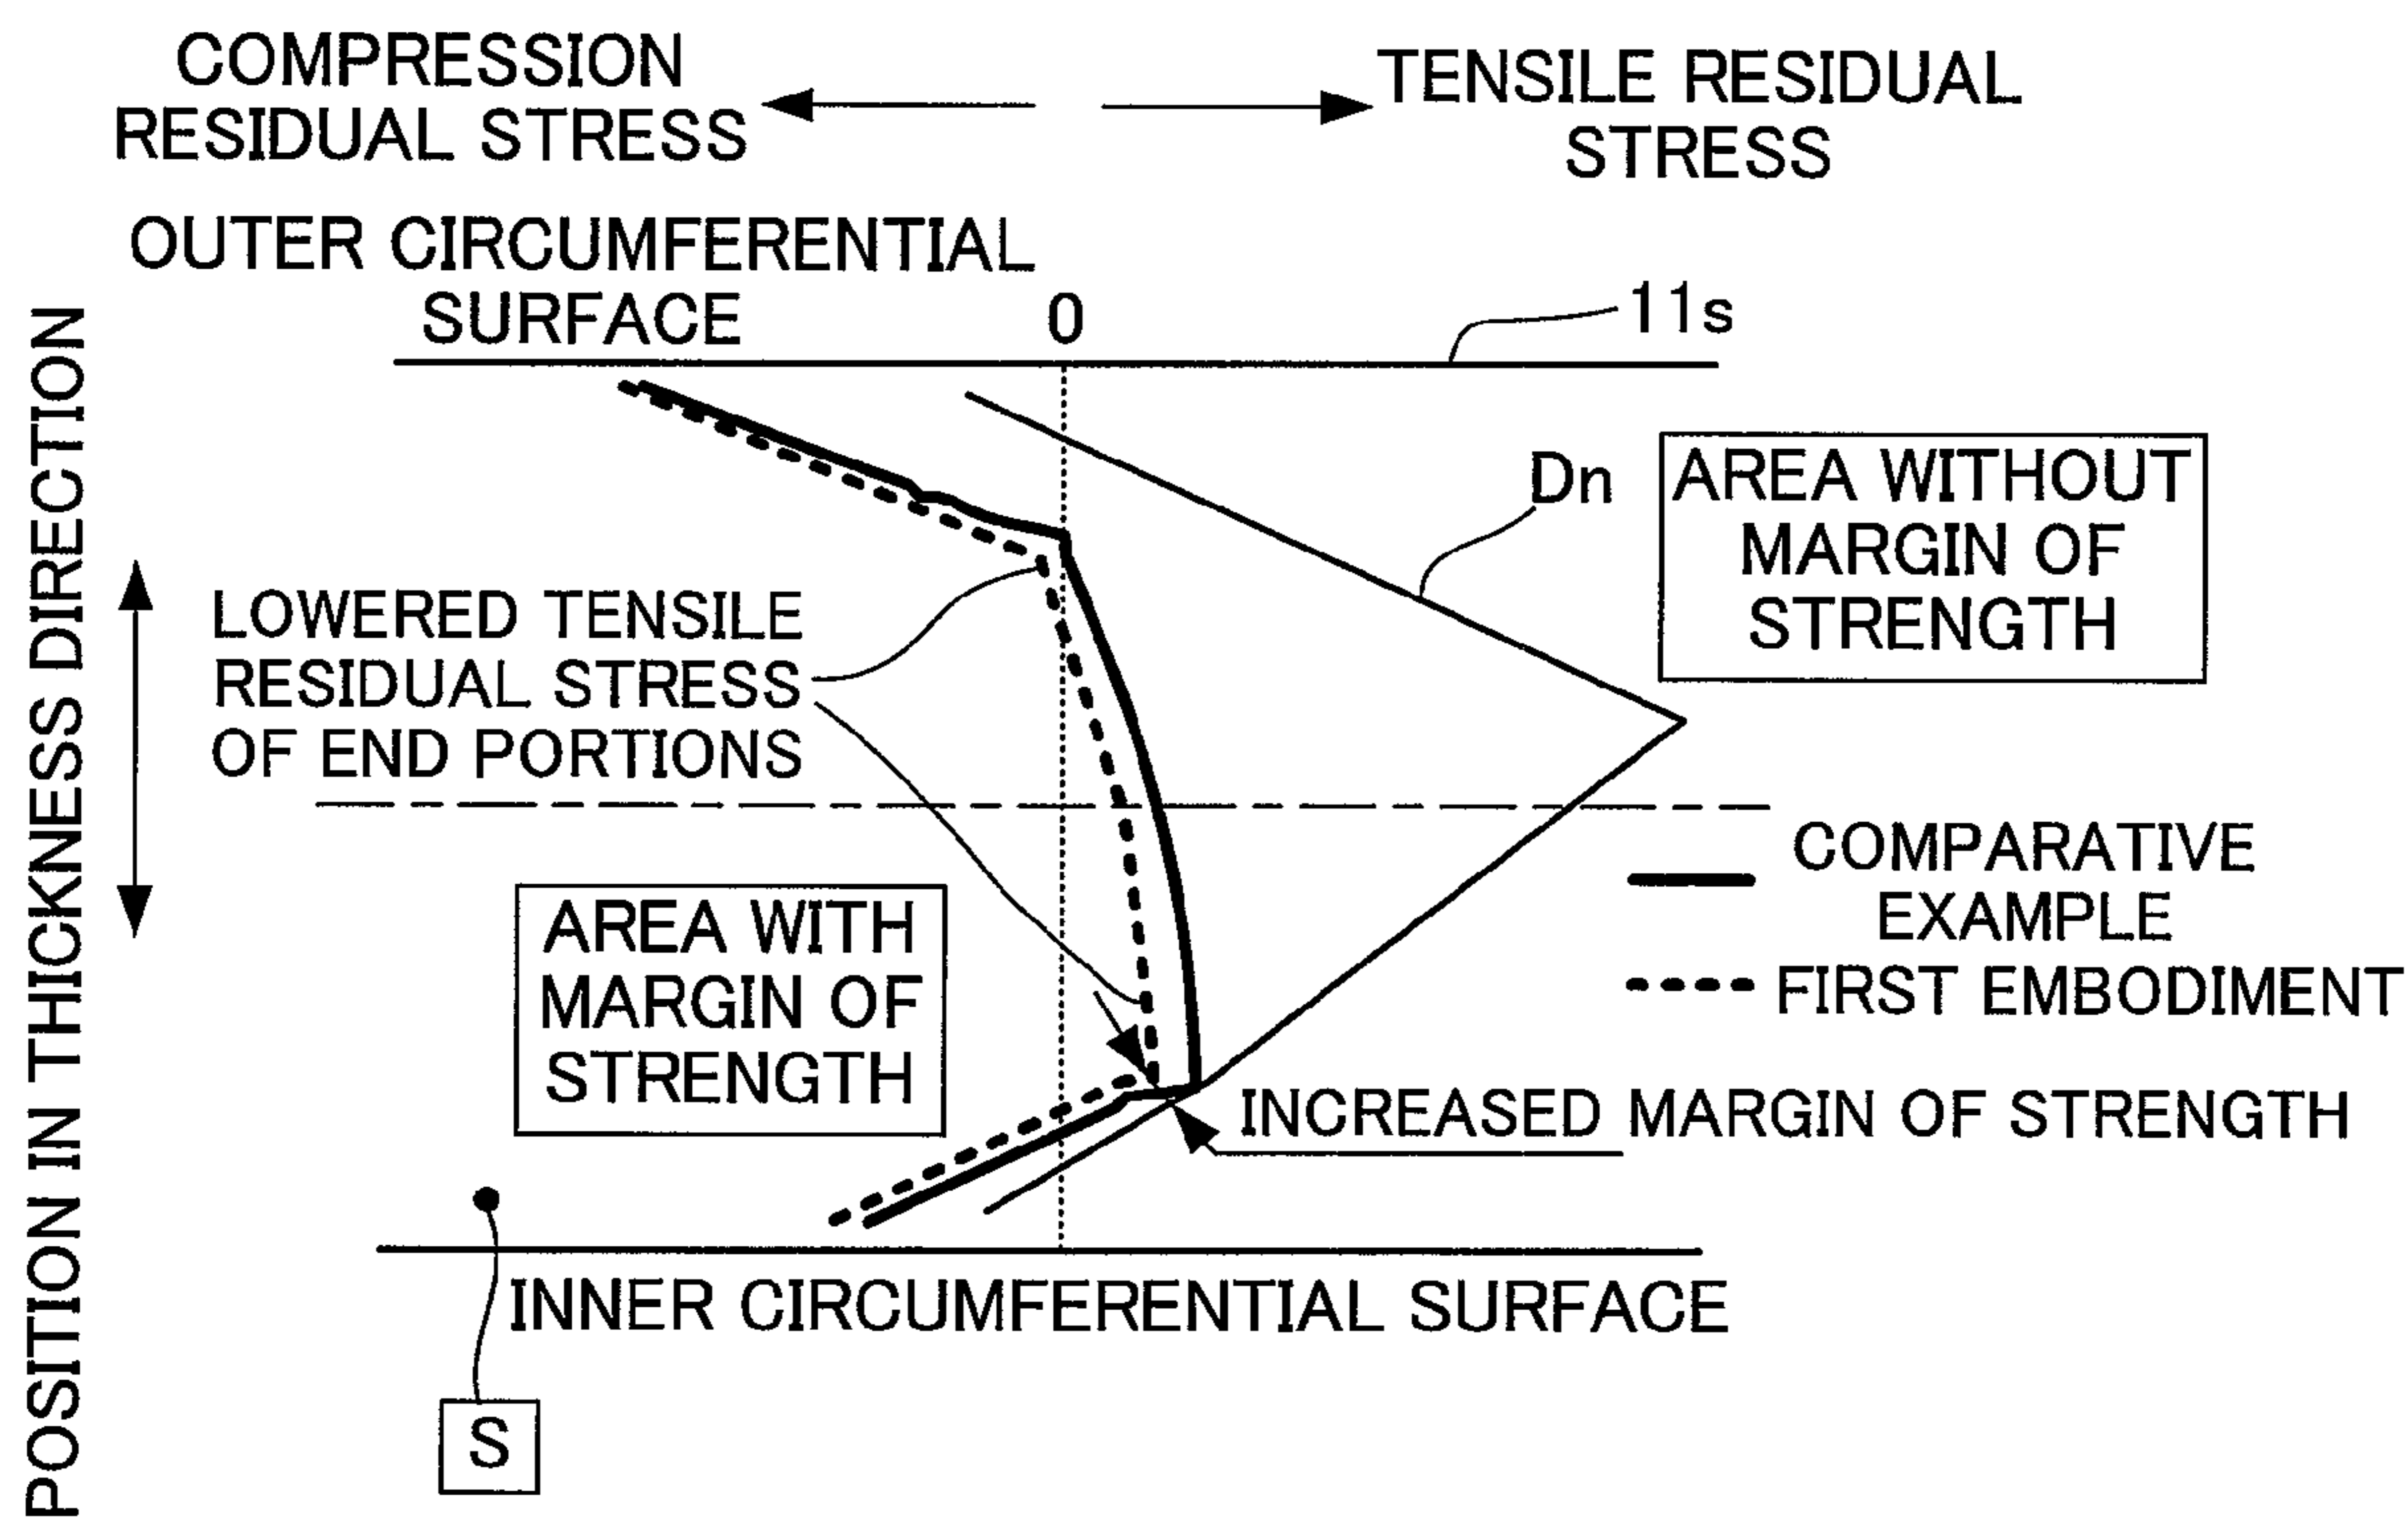 COMPRESSION
RESIDUAL STRESS
TENSILE RESIDUAL
STRESS
OUTER CIRCUMFERENTIAL
SURFACE
0
11s
POSITION IN THICKNESS DIRECTION
Dn
AREA WITHOUT
MARGIN OF
STRENGTH
LOWERED TENSILE
RESIDUAL STRESS
OF END PORTIONS
COMPARATIVE
EXAMPLE
FIRST EMBODIMENT
AREA WITH
MARGIN OF
STRENGTH
INCREASED MARGIN OF STRENGTH
INNER CIRCUMFERENTIAL SURFACE
S